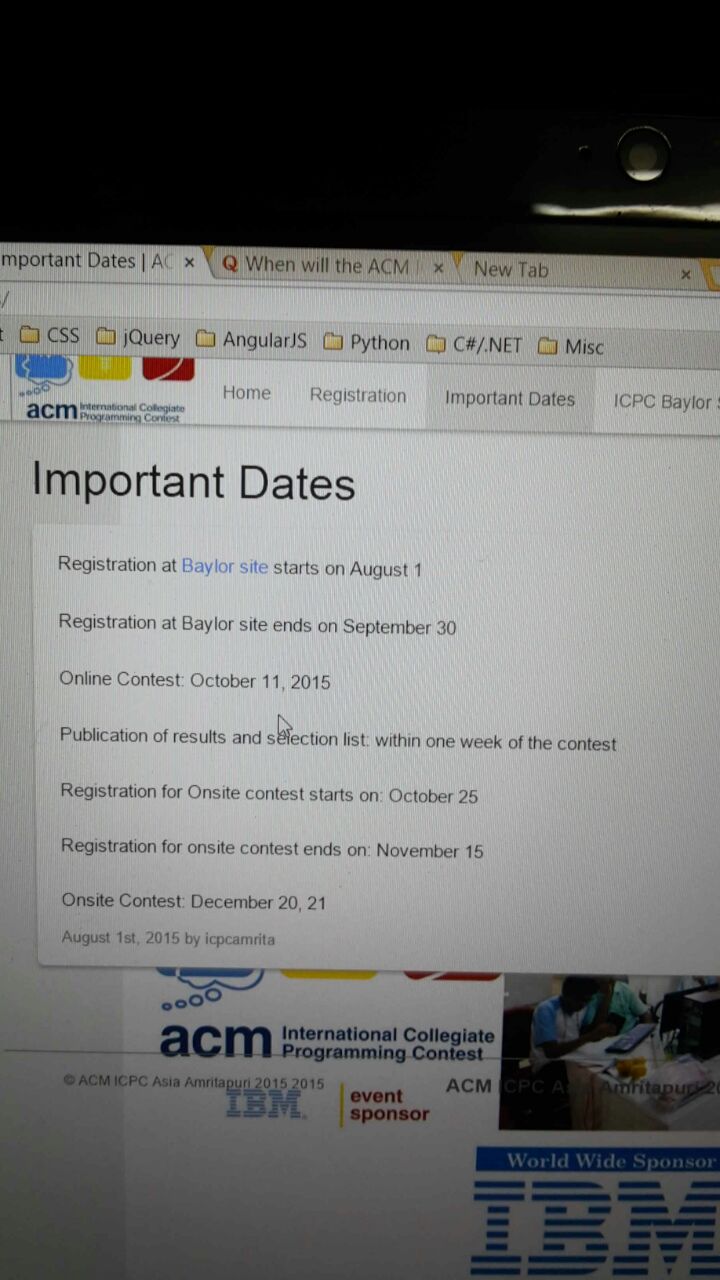 mportant Dates | AC × Q When will the ACM × New Tab ×
/
t CSS jQuery AngularJS Python C#/.NET Misc
acm International Collegiate
Programming Contest
Home Registration Important Dates ICPC Baylor
Important Dates
Registration at Baylor site starts on August 1
Registration at Baylor site ends on September 30
Online Contest: October 11, 2015
Publication of results and selection list: within one week of the contest
Registration for Onsite contest starts on: October 25
Registration for onsite contest ends on: November 15
Onsite Contest: December 20, 21
August 1st, 2015 by icpcamrita
acm International Collegiate
Programming Contest
© ACM ICPC Asia Amritapuri 2015 2015
ACM ICPC Asia Amritapuri 20
IBM. event
sponsor
World Wide Sponsor
IBM